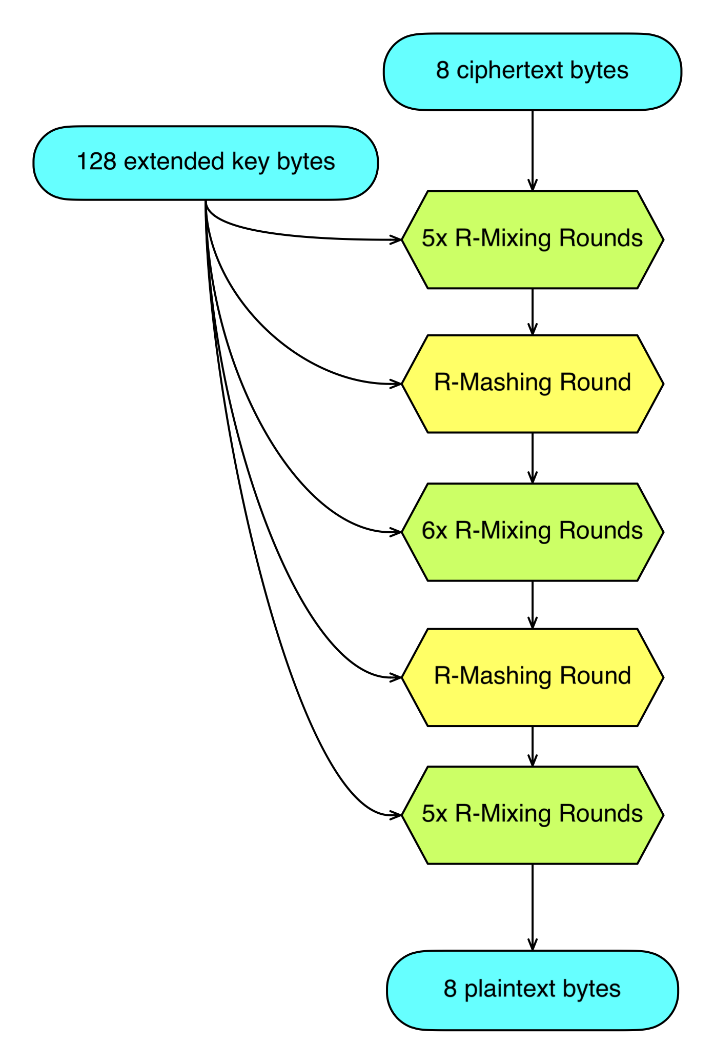 8 ciphertext bytes
128 extended key bytes
5x R-Mixing Rounds
R-Mashing Round
6x R-Mixing Rounds
R-Mashing Round
5x R-Mixing Rounds
8 plaintext bytes